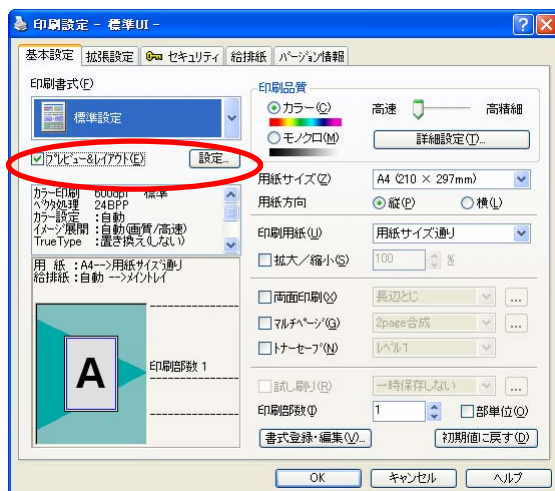 印刷設定 - 標準UI -
基本設定 拡張設定 セキュリティ 給排紙 バージョン情報
印刷書式(F)
標準設定
プレビュー&レイアウト(E) 設定...
カラー印刷 600dpi 標準
ベクタ処理 24BPP
カラー設定 :自動
イメージ展開 :自動(画質/高速)
TrueType :置き換え(しない)
用 紙 :A4-->用紙サイズ通り
給排紙 :自動 -->メイントレイ
A
印刷部数 1
印刷品質
カラー(C) 高速 高精細
モノクロ(M) 詳細設定(T)...
用紙サイズ(Z) A4 (210 × 297mm)
用紙方向 縦(P) 横(L)
印刷用紙(U) 用紙サイズ通り
拡大/縮小(S) 100 %
両面印刷(X) 長辺とじ ...
マルチページ(G) 2page合成 ...
トナーセーブ(N) レベル1
試し刷り(R) 一時保存しない ...
印刷部数(I) 1 部単位(O)
書式登録・編集(V)... 初期値に戻す(D)
OK キャンセル ヘルプ